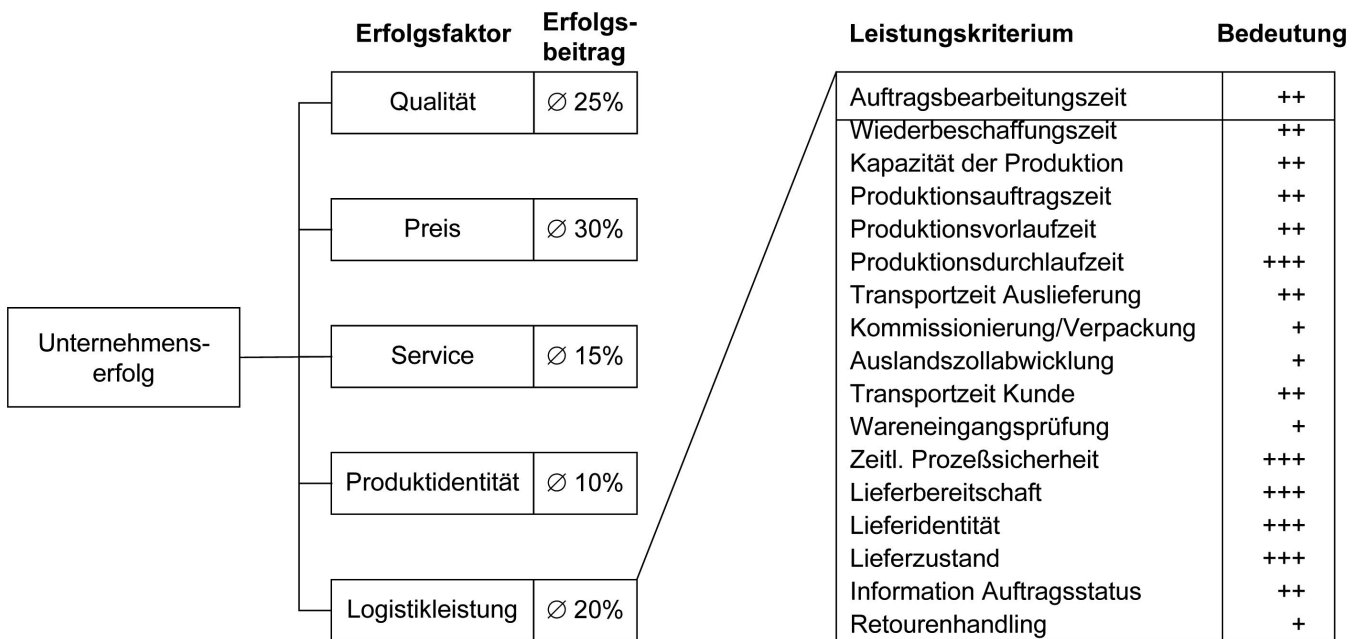 Erfolgsfaktor
Erfolgs-
beitrag
Qualität ∅ 25%
Preis ∅ 30%
Unternehmens-
erfolg
Service ∅ 15%
Produktidentität ∅ 10%
Logistikleistung ∅ 20%
Leistungskriterium Bedeutung
Auftragsbearbeitungszeit ++
Wiederbeschaffungszeit ++
Kapazität der Produktion ++
Produktionsauftragszeit ++
Produktionsvorlaufzeit ++
Produktionsdurchlaufzeit +++
Transportzeit Auslieferung ++
Kommissionierung/Verpackung +
Auslandszollabwicklung +
Transportzeit Kunde ++
Wareneingangsprüfung +
Zeitl. Prozeßsicherheit +++
Lieferbereitschaft +++
Lieferidentität +++
Lieferzustand +++
Information Auftragsstatus ++
Retourenhandling +